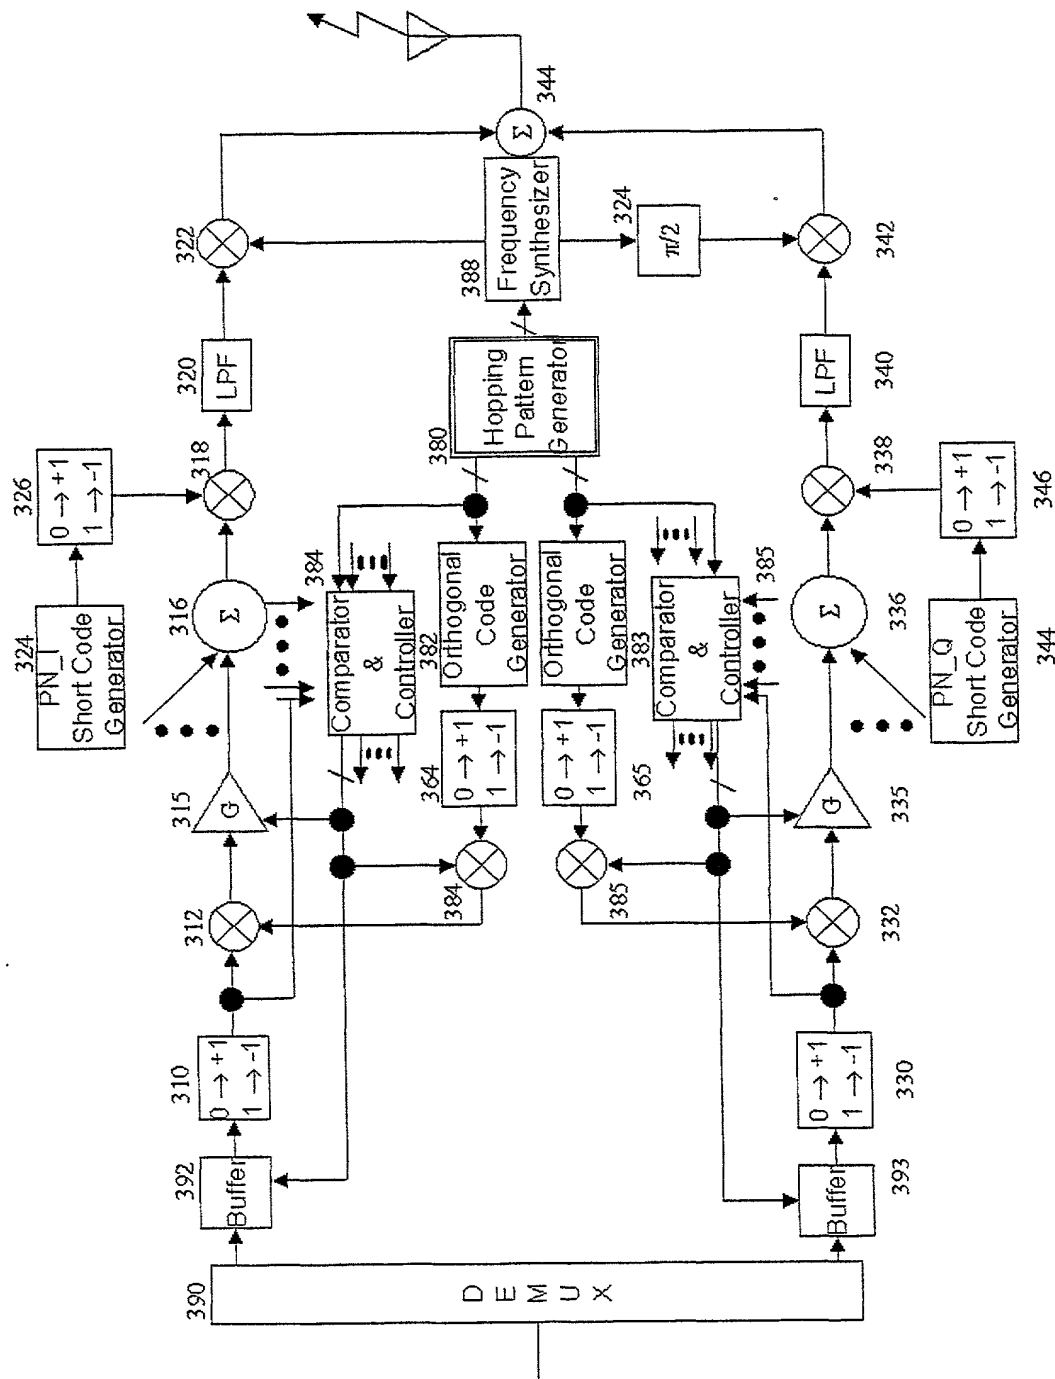 324
PN_I
Short Code
Generator
326
0 → +1
1 → -1
390
D
E
M
U
X
392
Buffer
310
0 → +1
1 → -1
312
315
G
316
Σ
318
320
LPF
322
384
Comparator
&
Controller
382
Orthogonal
Code
Generator
364
0 → +1
1 → -1
384
380
Hopping
Pattern
Generator
388
Frequency
Synthesizer
Σ
344
324
π/2
Orthogonal
Code
Generator
0 → +1
1 → -1
365
385
383
Comparator
&
Controller
385
393
Buffer
330
0 → +1
1 → -1
332
335
G
336
Σ
338
340
LPF
342
344
PN_Q
Short Code
Generator
346
0 → +1
1 → -1